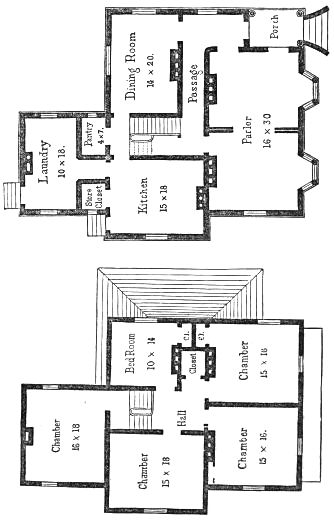 Porch
Dining Room
14 × 20.
Passage
Parlor
16 × 30
Pantry
4 × 7.
Laundry
10 × 18.
Store
Closet
Kitchen
15 × 18
Bed Room
10 × 14
Cl.
Cl.
Closet
Chamber
15 × 18
Hall
Chamber
16 × 18
Chamber
15 × 18
Chamber
15 × 16.